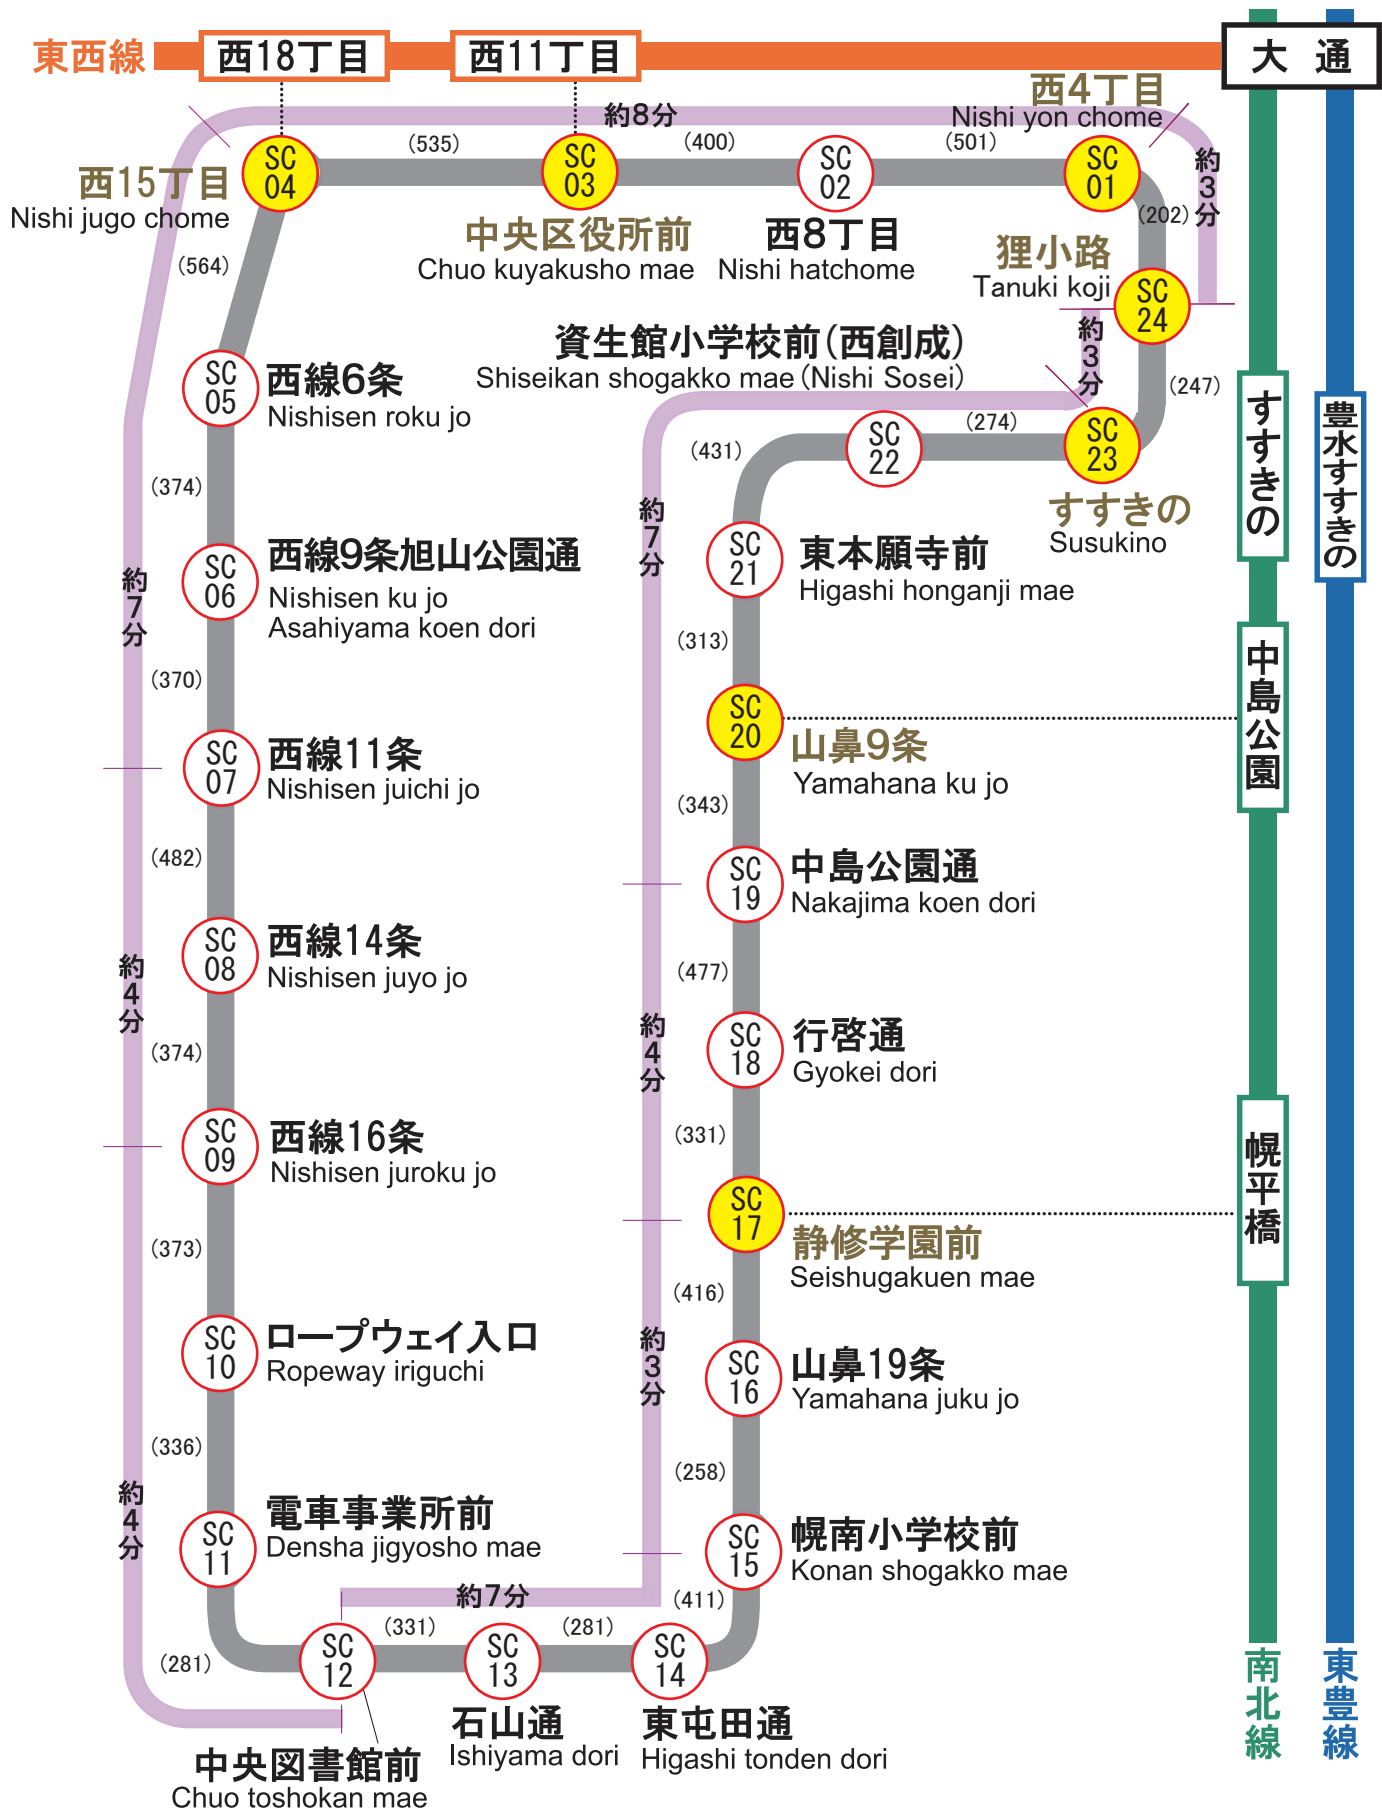 東西線
西18丁目
西11丁目
大通
西4丁目
Nishi yon chome
約8分
約3分
SC
04
(535)
SC
03
(400)
SC
02
(501)
SC
01
(202)
西15丁目
Nishi jugo chome
中央区役所前
Chuo kuyakusho mae
西8丁目
Nishi hatchome
狸小路
Tanuki koji
SC
24
(564)
約3分
資生館小学校前(西創成)
Shiseikan shogakko mae (Nishi Sosei)
(247)
SC
05
西線6条
Nishisen roku jo
(374)
SC
06
西線9条旭山公園通
Nishisen ku jo
Asahiyama koen dori
約7分
(370)
SC
07
西線11条
Nishisen juichi jo
(482)
SC
08
西線14条
Nishisen juyo jo
約4分
(374)
SC
09
西線16条
Nishisen juroku jo
(373)
SC
10
ロープウェイ入口
Ropeway iriguchi
(336)
約4分
SC
11
電車事業所前
Densha jigyosho mae
(281)
SC
12
中央図書館前
Chuo toshokan mae
(331)
SC
13
石山通
Ishiyama dori
(281)
SC
14
東屯田通
Higashi tonden dori
約7分
(411)
SC
15
幌南小学校前
Konan shogakko mae
(258)
SC
16
山鼻19条
Yamahana juku jo
約3分
(416)
SC
17
静修学園前
Seishugakuen mae
(331)
SC
18
行啓通
Gyokei dori
約4分
(477)
SC
19
中島公園通
Nakajima koen dori
(343)
SC
20
山鼻9条
Yamahana ku jo
(313)
SC
21
東本願寺前
Higashi honganji mae
約7分
(431)
SC
22
(274)
SC
23
すすきの
Susukino
すすきの
豊水すすきの
中島公園
幌平橋
南北線
東豊線